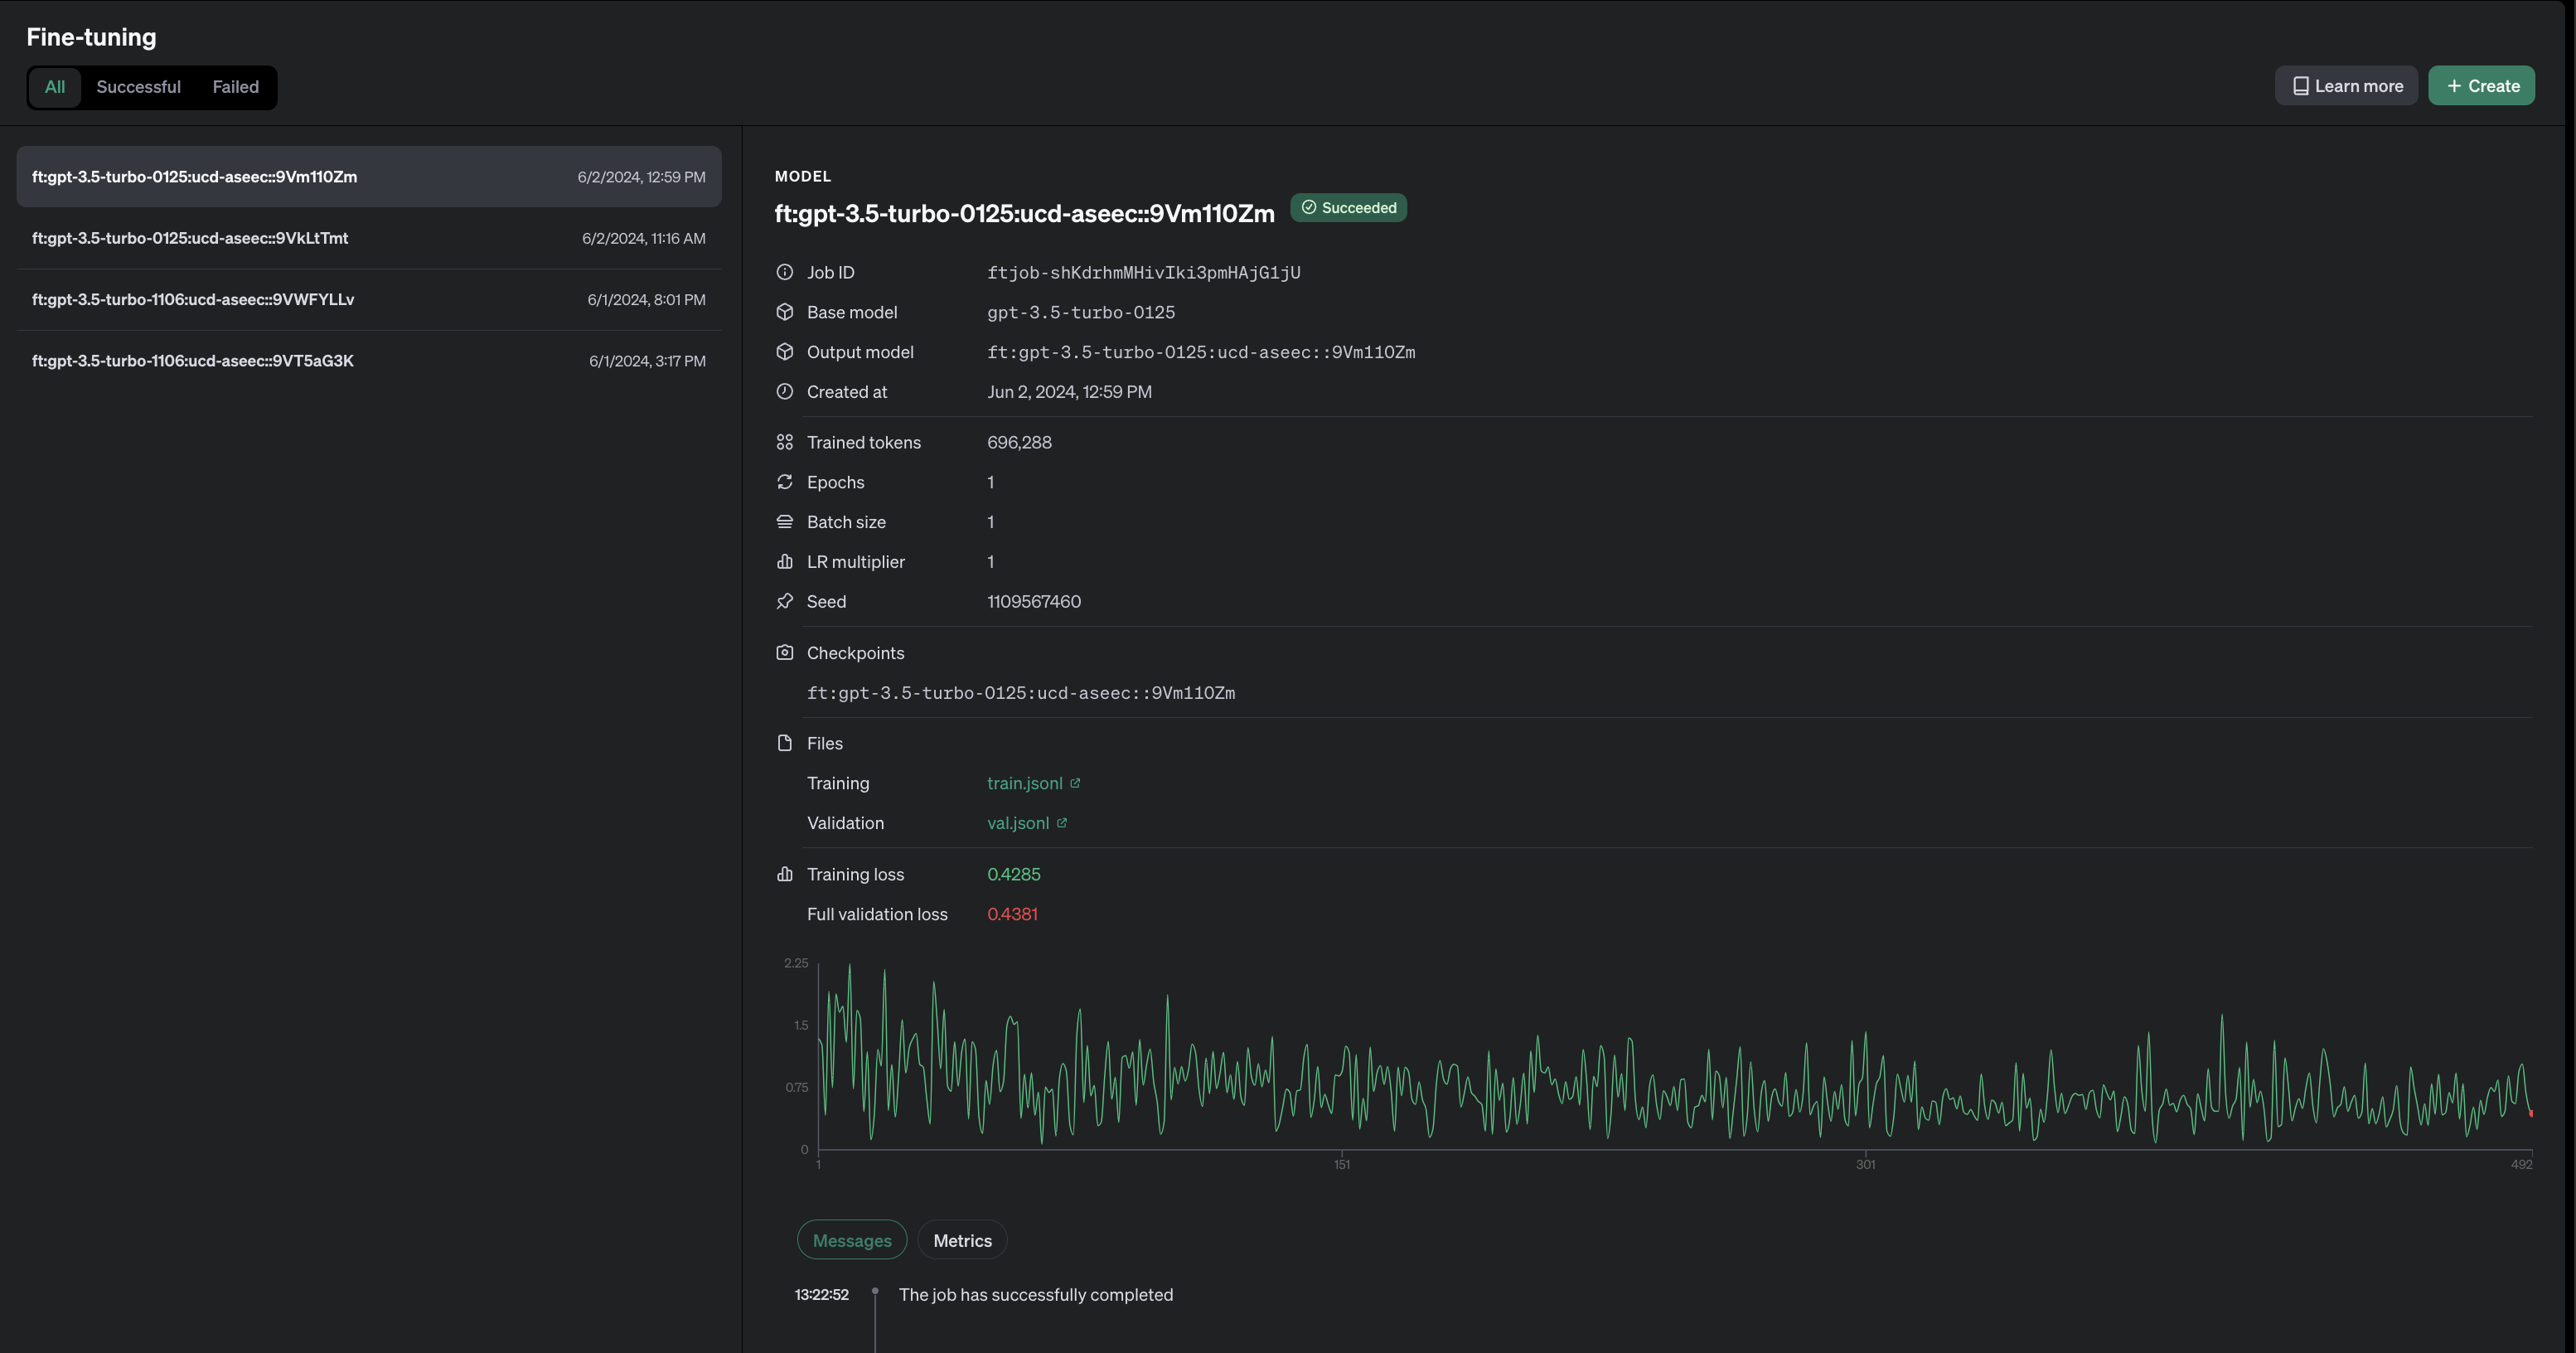 Fine-tuning
All Successful Failed
Learn more
+ Create
ft:gpt-3.5-turbo-0125:ucd-aseec::9Vm110Zm 6/2/2024, 12:59 PM
ft:gpt-3.5-turbo-0125:ucd-aseec::9VkLtTmt 6/2/2024, 11:16 AM
ft:gpt-3.5-turbo-1106:ucd-aseec::9VWFYLLv 6/1/2024, 8:01 PM
ft:gpt-3.5-turbo-1106:ucd-aseec::9VT5aG3K 6/1/2024, 3:17 PM
MODEL
ft:gpt-3.5-turbo-0125:ucd-aseec::9Vm110Zm Succeeded
Job ID ftjob-shKdrhmMHivIki3pmHAjG1jU
Base model gpt-3.5-turbo-0125
Output model ft:gpt-3.5-turbo-0125:ucd-aseec::9Vm110Zm
Created at Jun 2, 2024, 12:59 PM
Trained tokens 696,288
Epochs 1
Batch size 1
LR multiplier 1
Seed 1109567460
Checkpoints
ft:gpt-3.5-turbo-0125:ucd-aseec::9Vm110Zm
Files
Training train.jsonl
Validation val.jsonl
Training loss 0.4285
Full validation loss 0.4381
2.25
1.5
0.75
0
1 151 301 492
Messages Metrics
13:22:52 The job has successfully completed